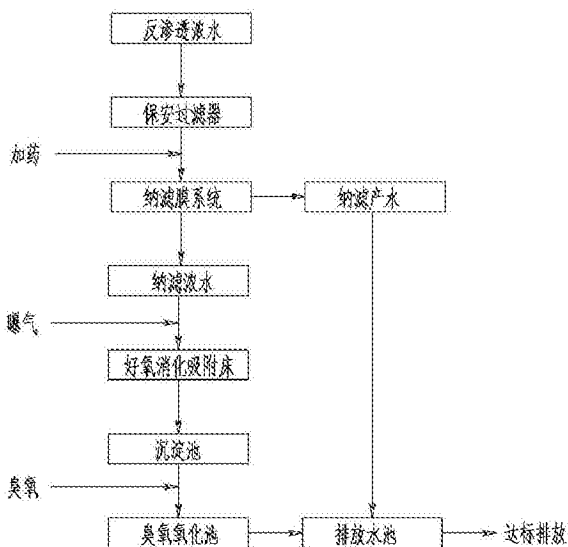 反渗透浓水
保安过滤器
加药
纳滤膜系统
纳滤产水
纳滤浓水
曝气
好氧消化吸附床
沉淀池
臭氧
臭氧氧化池
排放水池
达标排放